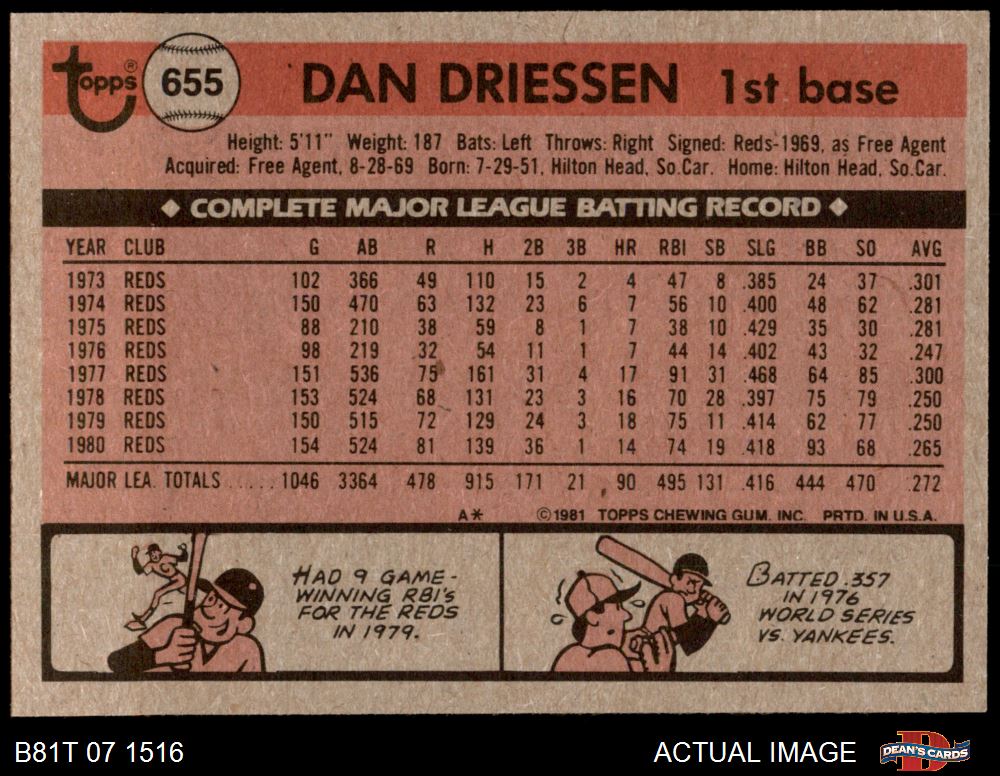 Topps® 655 DAN DRIESSEN 1st base
Height: 5'11" Weight: 187 Bats: Left Throws: Right Signed: Reds-1969, as Free Agent
Acquired: Free Agent, 8-28-69 Born: 7-29-51, Hilton Head, So.Car. Home: Hilton Head, So.Car.
◆ COMPLETE MAJOR LEAGUE BATTING RECORD ◆
YEAR CLUB G AB R H 2B 3B HR RBI SB SLG BB SO AVG
1973 REDS 102 366 49 110 15 2 4 47 8 .385 24 37 .301
1974 REDS 150 470 63 132 23 6 7 56 10 .400 48 62 .281
1975 REDS 88 210 38 59 8 1 7 38 10 .429 35 30 .281
1976 REDS 98 219 32 54 11 1 7 44 14 .402 43 32 .247
1977 REDS 151 536 75 161 31 4 17 91 31 .468 64 85 .300
1978 REDS 153 524 68 131 23 3 16 70 28 .397 75 79 .250
1979 REDS 150 515 72 129 24 3 18 75 11 .414 62 77 .250
1980 REDS 154 524 81 139 36 1 14 74 19 .418 93 68 .265
MAJOR LEA. TOTALS ..... 1046 3364 478 915 171 21 90 495 131 .416 444 470 .272
A* ©1981 TOPPS CHEWING GUM. INC. PRTD. IN U.S.A.
HAD 9 GAME-
WINNING RBI'S
FOR THE REDS
IN 1979.
BATTED .357
IN 1976
WORLD SERIES
VS. YANKEES.
B81T 07 1516 ACTUAL IMAGE DEAN'S CARDS